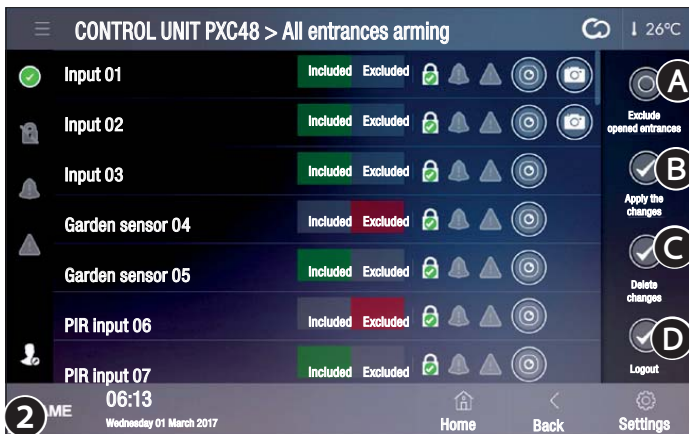 CONTROL UNIT PXC48 > All entrances arming
26°C
Input 01 Included Excluded
A
Exclude
opened entrances
Input 02 Included Excluded
Input 03 Included Excluded
B
Apply the
changes
Garden sensor 04 Included Excluded
C
Garden sensor 05 Included Excluded
Delete
changes
PIR input 06 Included Excluded
D
PIR input 07 Included Excluded
Logout
2 ME
06:13
Wednesday 01 March 2017
Home
Back
Settings